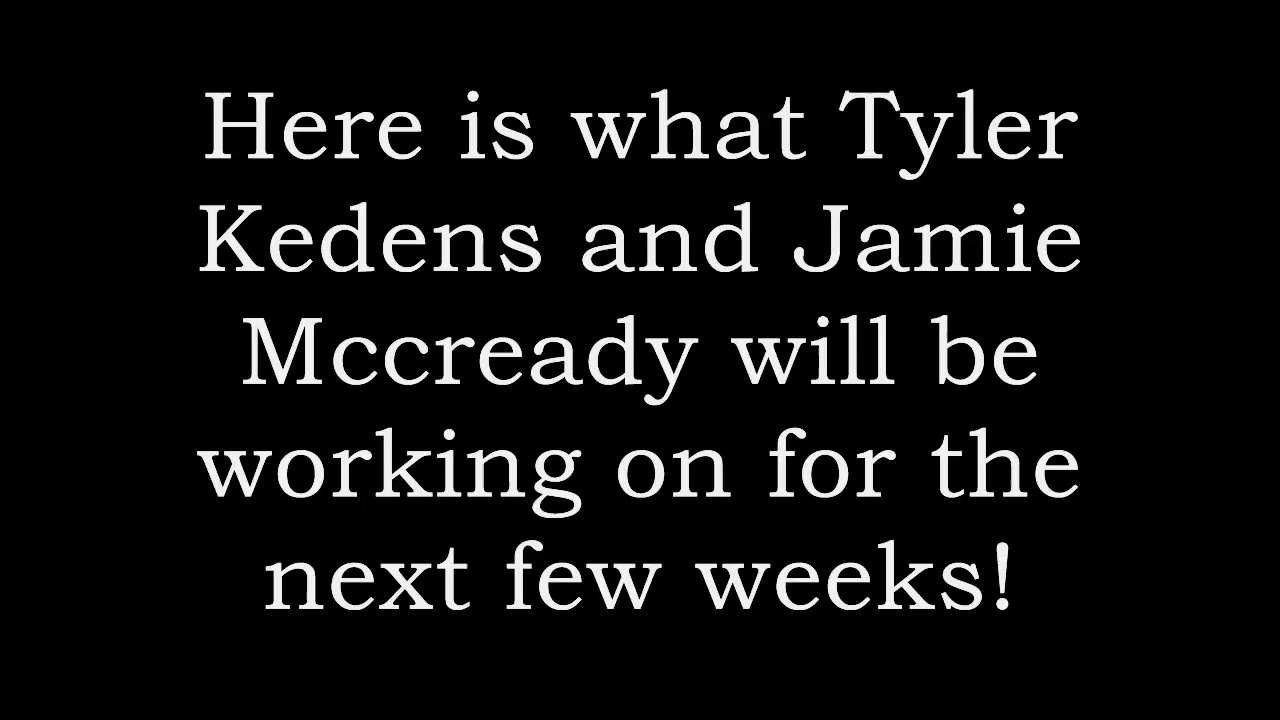 Here is what Tyler
Kedens and Jamie
Mccready will be
working on for the
next few weeks!